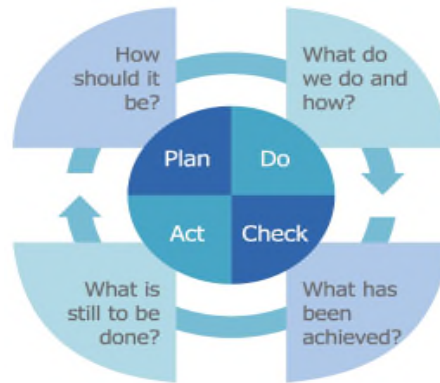 How
should it
be?
What do
we do and
how?
Plan
Do
Act
Check
What is
still to be
done?
What has
been
achieved?